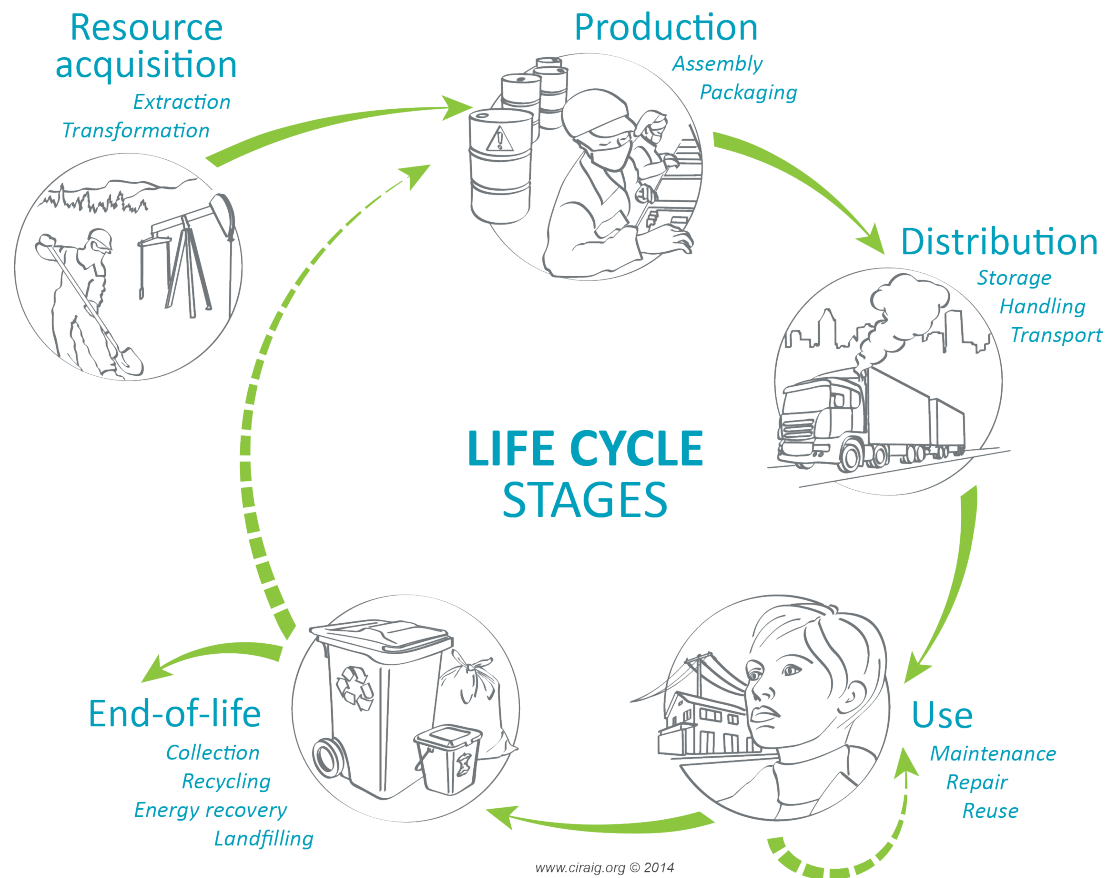 Resource
acquisition
Extraction
Transformation
Production
Assembly
Packaging
Distribution
Storage
Handling
Transport
LIFE CYCLE
STAGES
Use
Maintenance
Repair
Reuse
End-of-life
Collection
Recycling
Energy recovery
Landfilling
www.ciraig.org © 2014